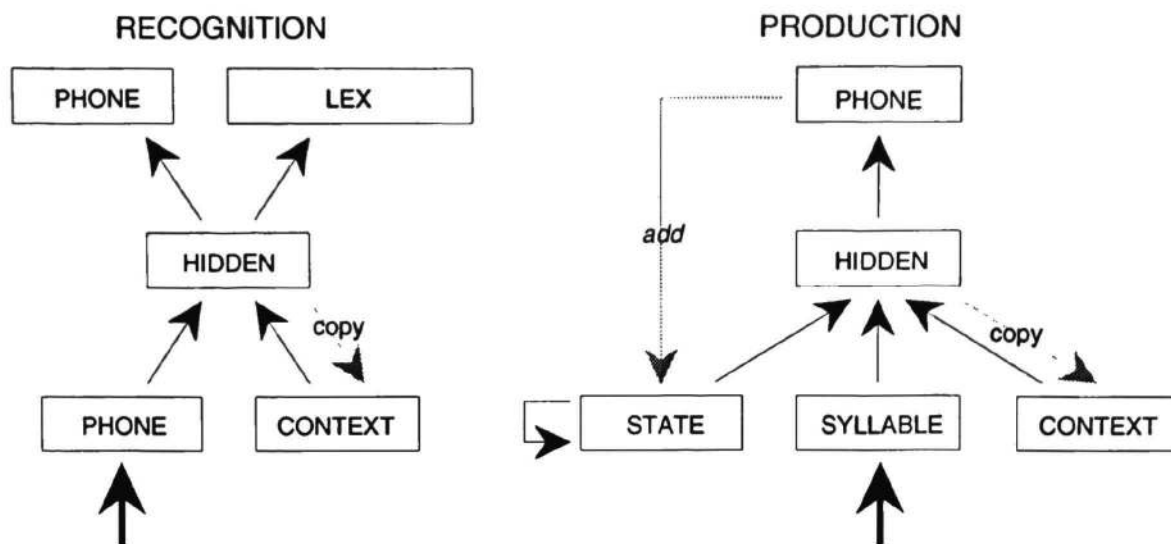 RECOGNITION
PHONE
LEX
HIDDEN
copy
PHONE
CONTEXT
PRODUCTION
PHONE
add
HIDDEN
copy
STATE
SYLLABLE
CONTEXT